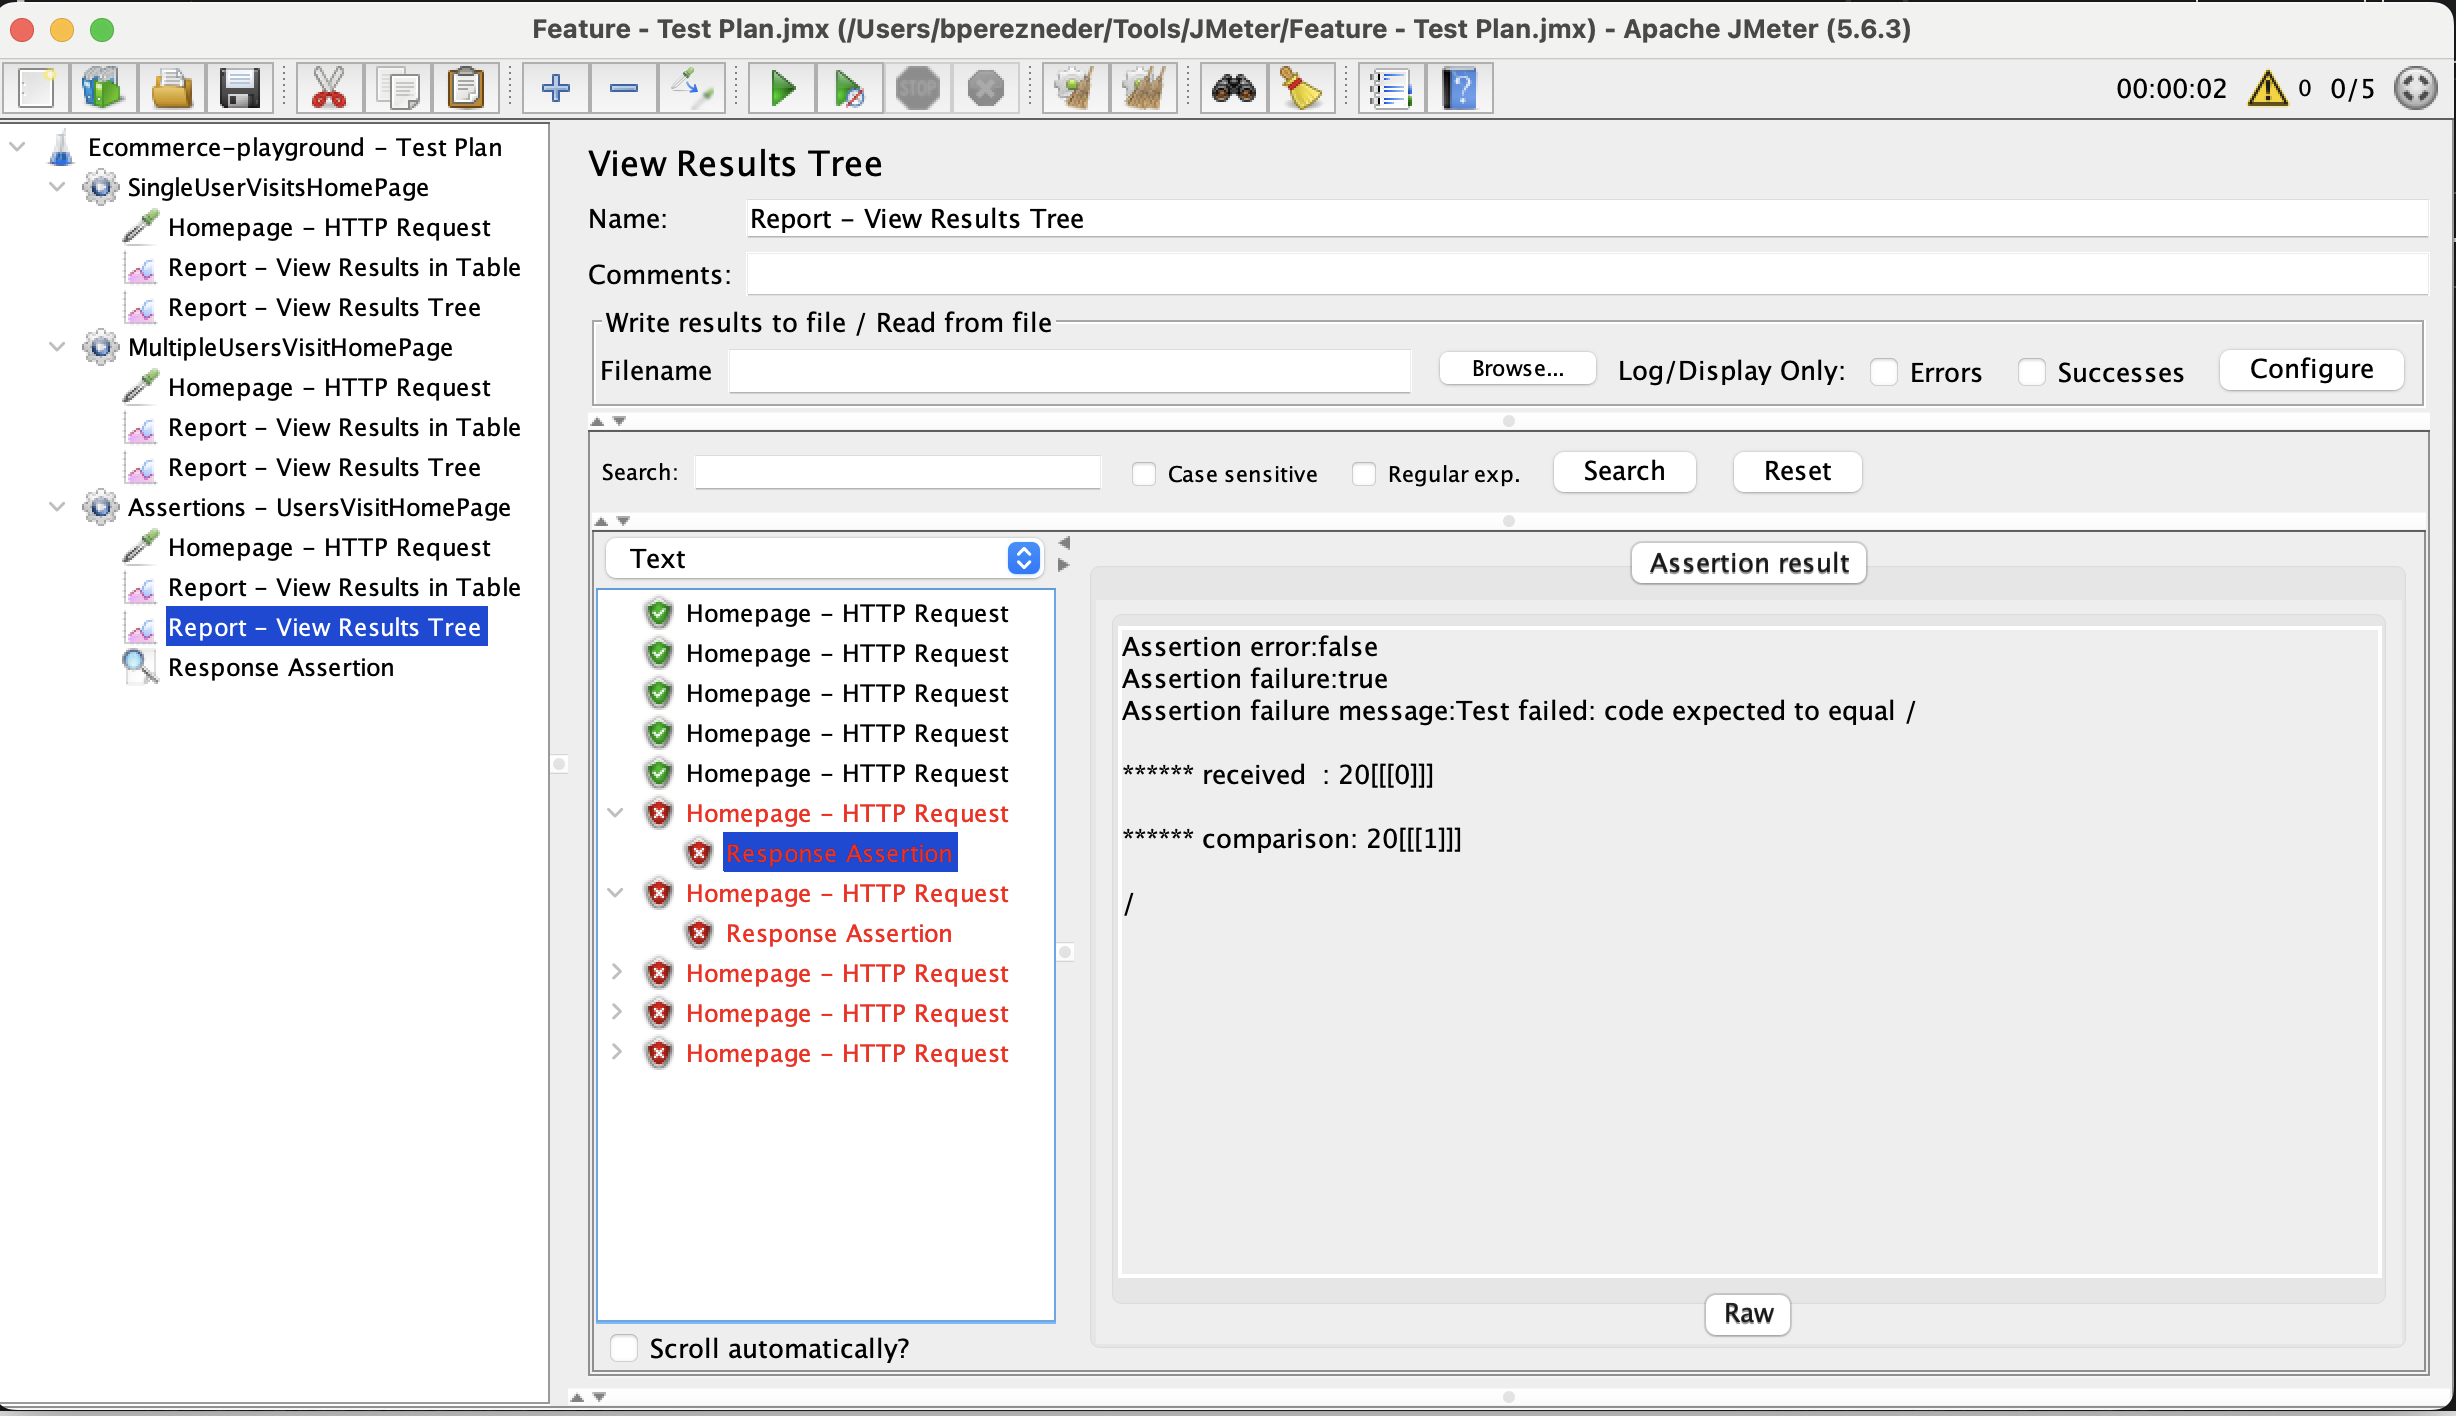 Feature - Test Plan.jmx (/Users/bperezneder/Tools/JMeter/Feature - Test Plan.jmx) - Apache JMeter (5.6.3)
STOP
00:00:02 0 0/5
Ecommerce-playground - Test Plan
SingleUserVisitsHomePage
Homepage - HTTP Request
Report - View Results in Table
Report - View Results Tree
MultipleUsersVisitHomePage
Homepage - HTTP Request
Report - View Results in Table
Report - View Results Tree
Assertions - UsersVisitHomePage
Homepage - HTTP Request
Report - View Results in Table
Report - View Results Tree
Response Assertion
View Results Tree
Name: Report - View Results Tree
Comments:
Write results to file / Read from file
Filename Browse... Log/Display Only: Errors Successes Configure
Search: Case sensitive Regular exp. Search Reset
Text
Homepage - HTTP Request
Homepage - HTTP Request
Homepage - HTTP Request
Homepage - HTTP Request
Homepage - HTTP Request
Homepage - HTTP Request
Response Assertion
Homepage - HTTP Request
Response Assertion
Homepage - HTTP Request
Homepage - HTTP Request
Homepage - HTTP Request
Scroll automatically?
Assertion result
Assertion error:false
Assertion failure:true
Assertion failure message:Test failed: code expected to equal /
****** received  : 20[[[0]]]
****** comparison: 20[[[1]]]
/
Raw